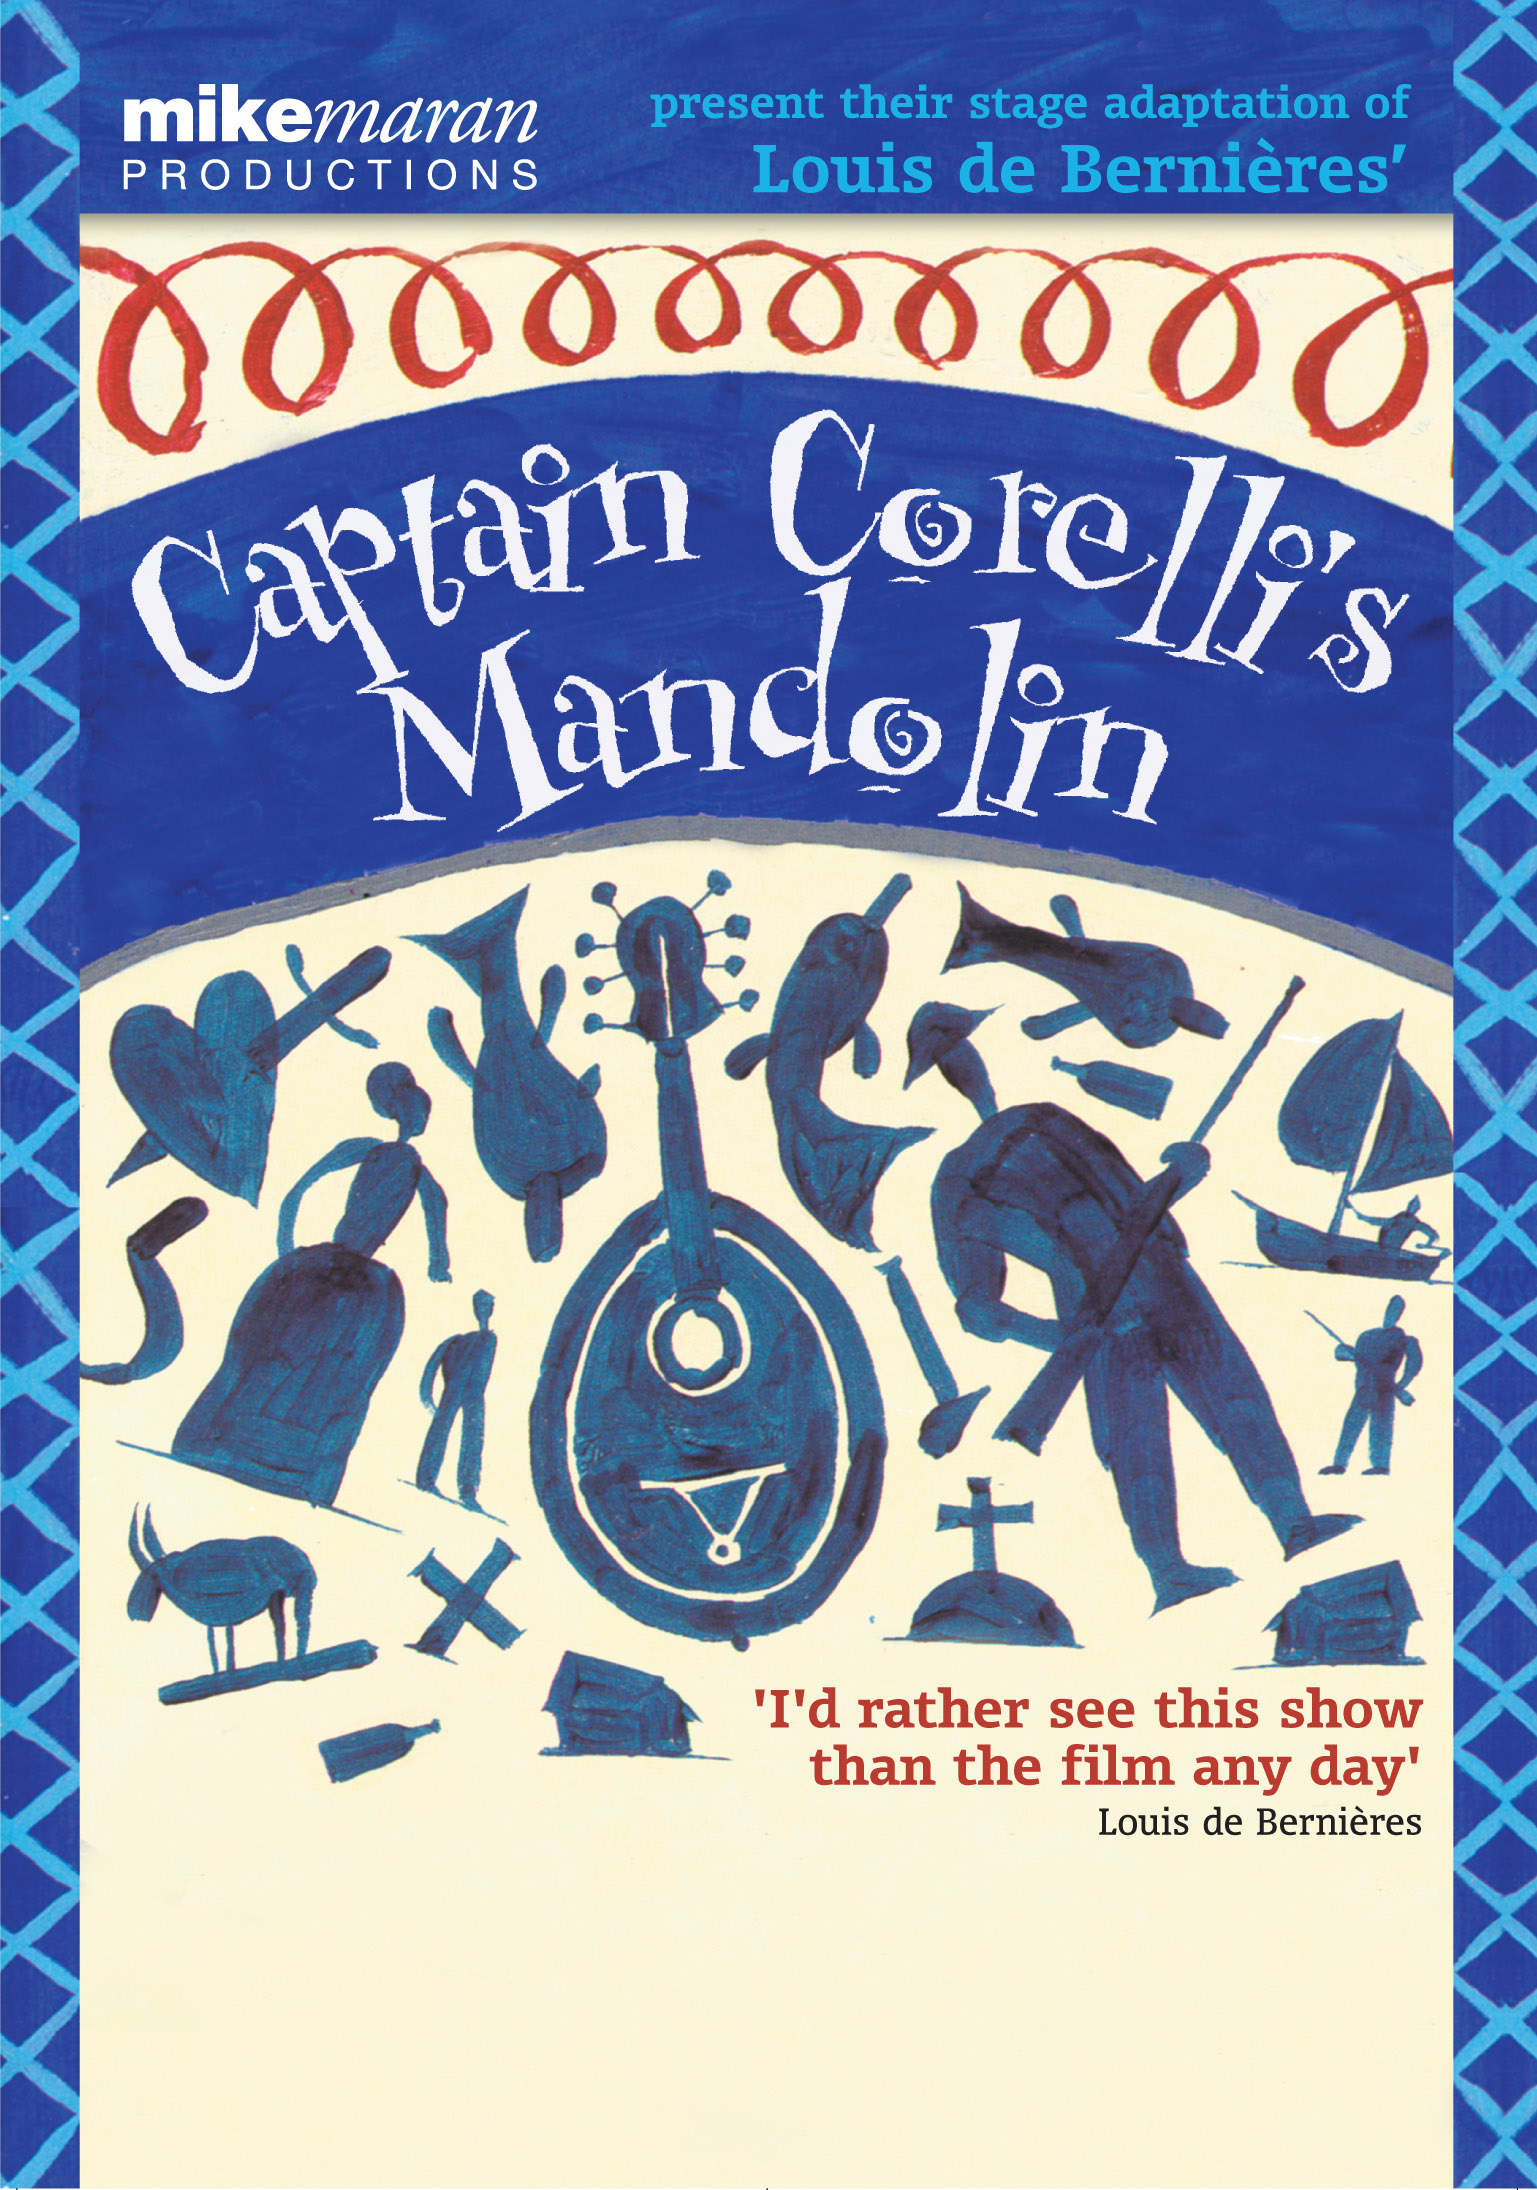 mikemaran
PRODUCTIONS
present their stage adaptation of
Louis de Bernières’
Captain Corelli's
Mandolin
'I'd rather see this show
than the film any day'
Louis de Bernières